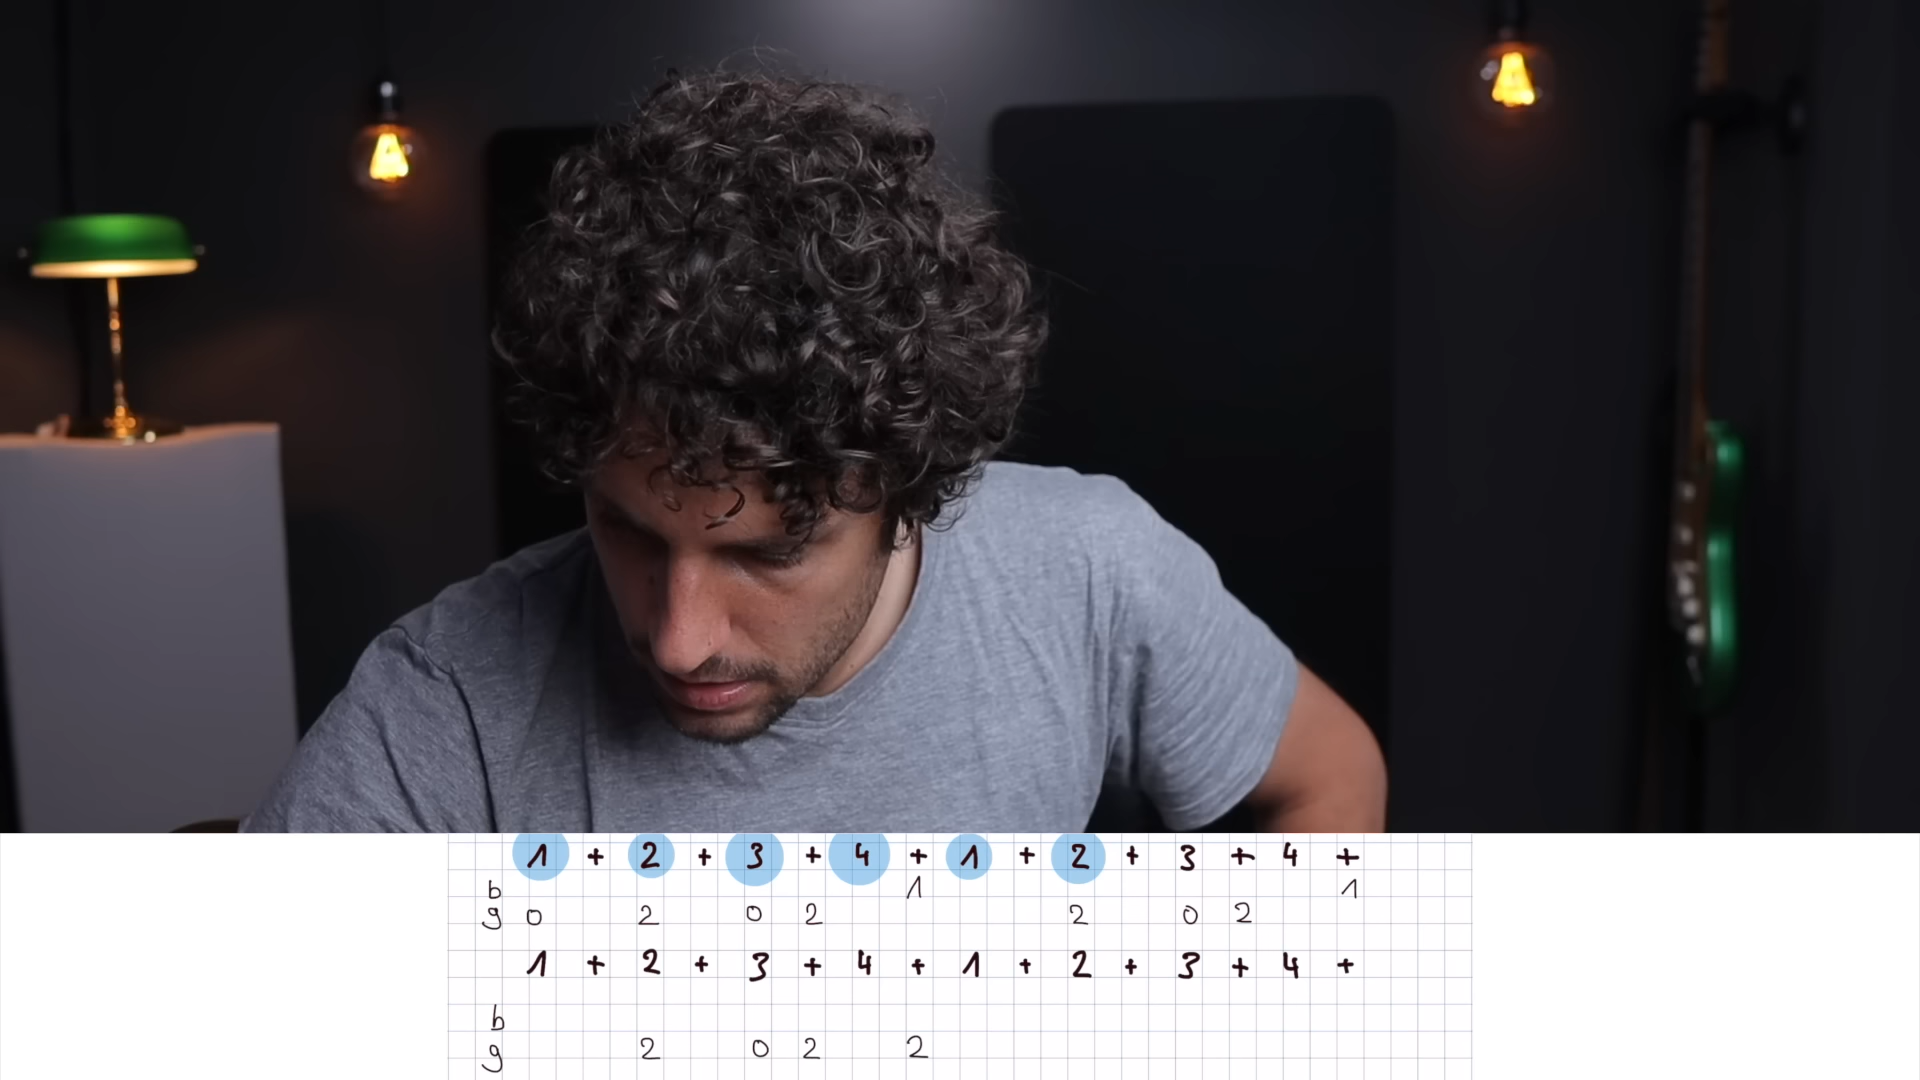 1 + 2 + 3 + 4 + 1 + 2 + 3 + 4 +
b 1 1
g 0 2 0 2 2 0 2
1 + 2 + 3 + 4 + 1 + 2 + 3 + 4 +
b
g 2 0 2 2